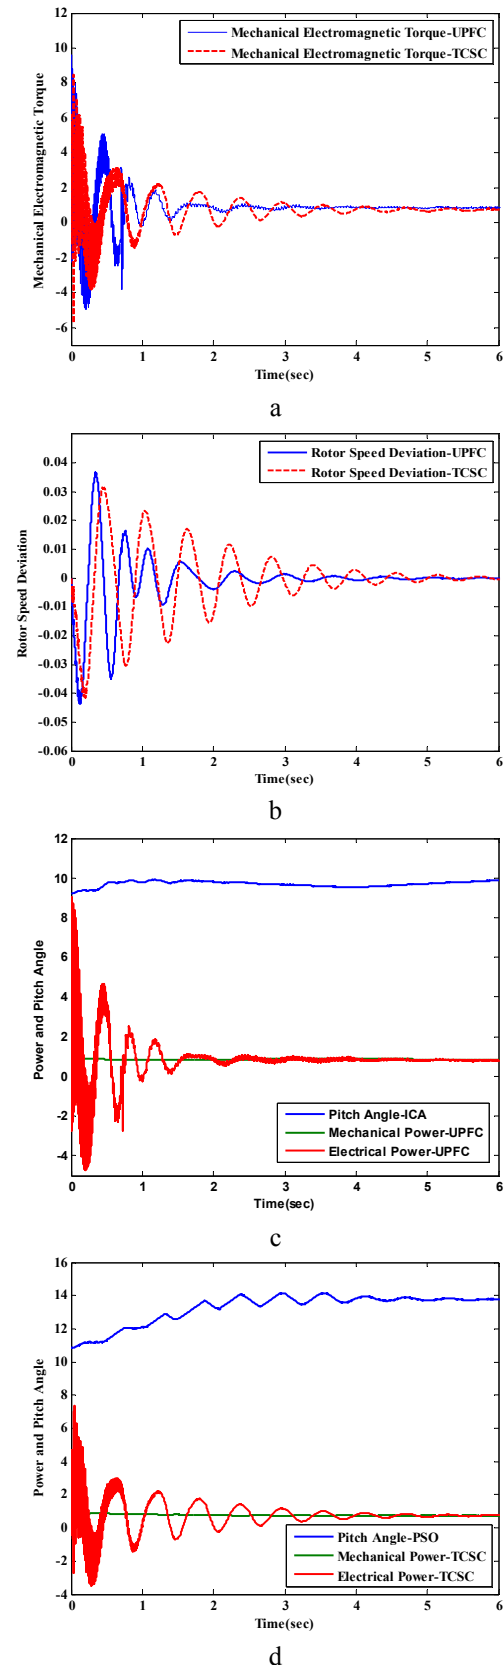 12
10
8
6
4
2
0
-2
-4
-6
Mechanical Electromagnetic Torque
Mechanical Electromagnetic Torque-UPFC
Mechanical Electromagnetic Torque-TCSC
0 1 2 3 4 5 6
Time(sec)
a
0.04
0.03
0.02
0.01
0
-0.01
-0.02
-0.03
-0.04
-0.05
-0.06
Rotor Speed Deviation
Rotor Speed Deviation-UPFC
Rotor Speed Deviation-TCSC
0 1 2 3 4 5 6
Time(sec)
b
12
10
8
6
4
2
0
-2
-4
Power and Pitch Angle
Pitch Angle-ICA
Mechanical Power-UPFC
Electrical Power-UPFC
0 1 2 3 4 5 6
Time(sec)
c
16
14
12
10
8
6
4
2
0
-2
-4
Power and Pitch Angle
Pitch Angle-PSO
Mechanical Power-TCSC
Electrical Power-TCSC
0 1 2 3 4 5 6
Time(sec)
d